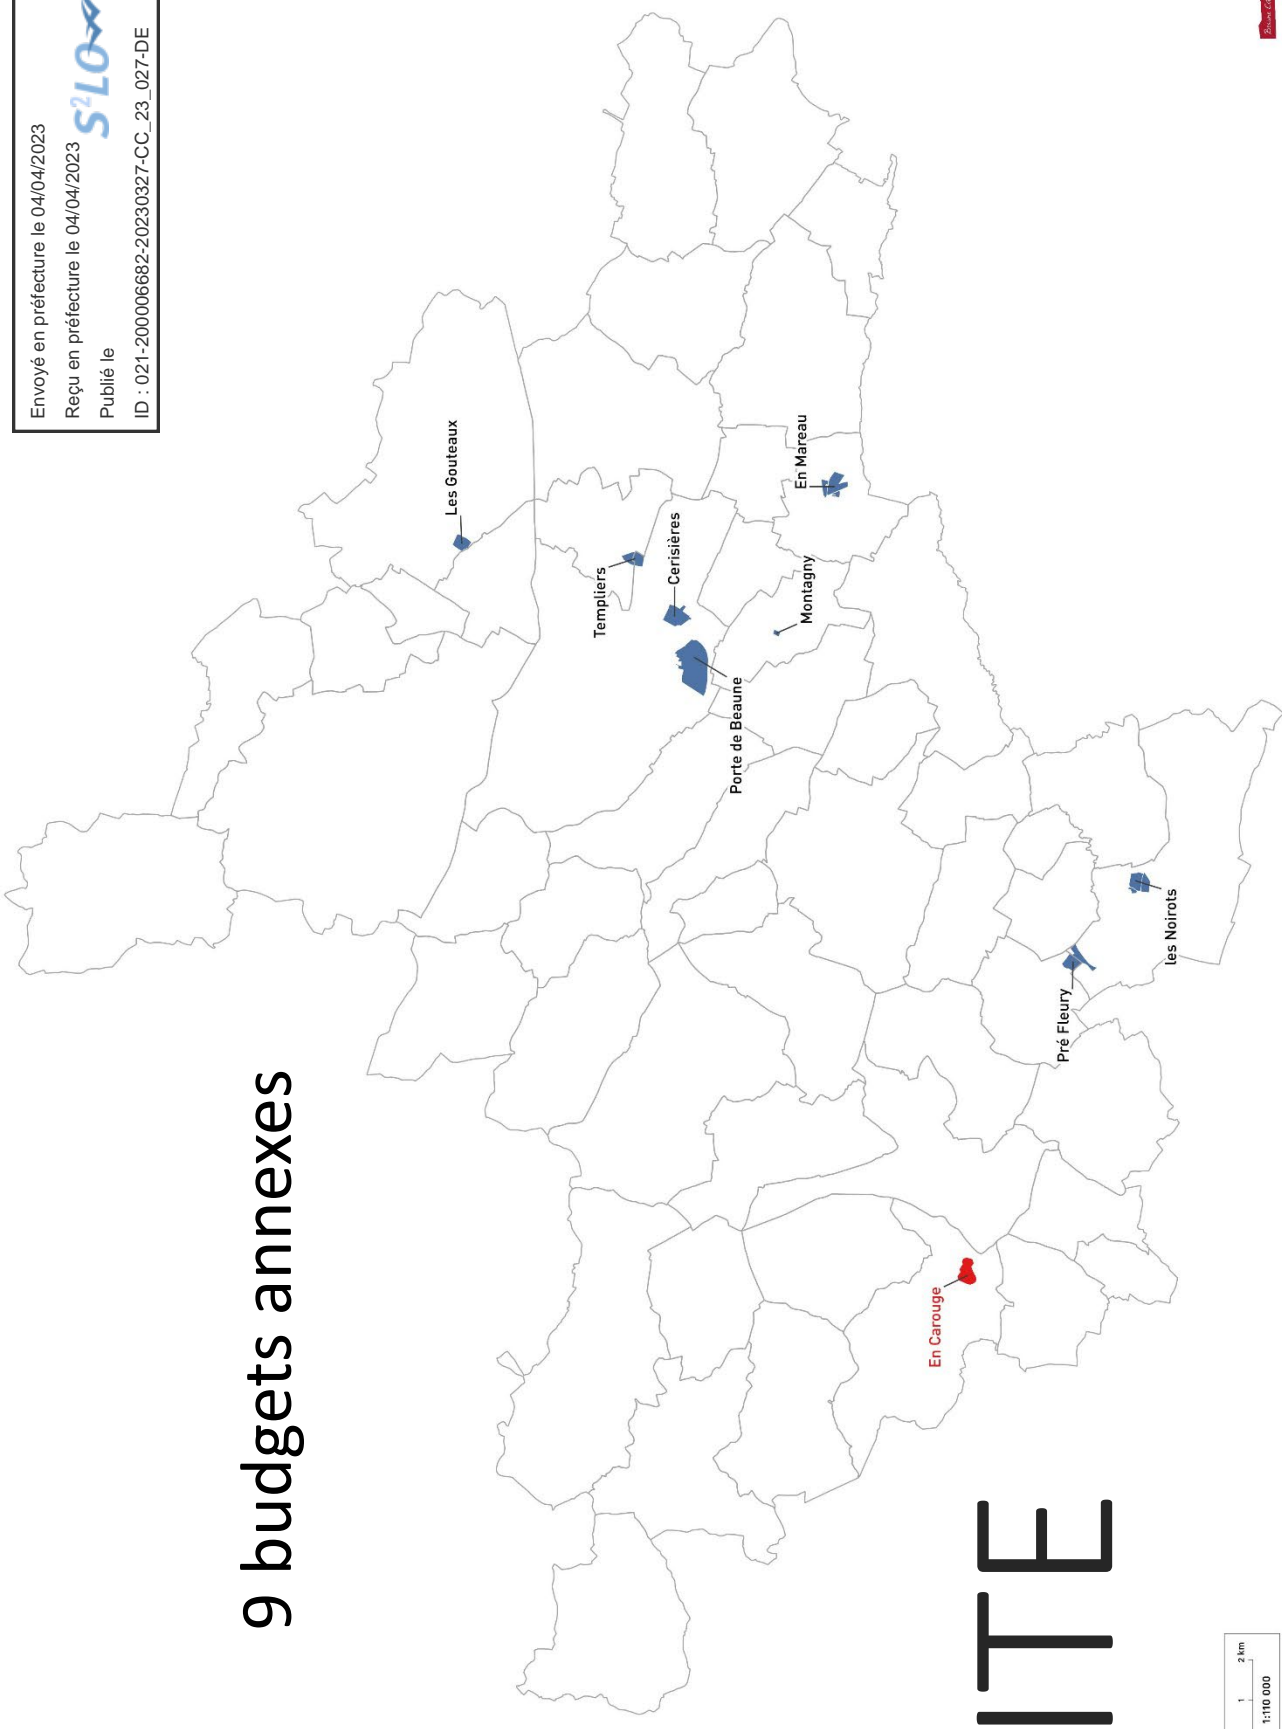 Envoyé en préfecture le 04/04/2023
Reçu en préfecture le 04/04/2023
Publié le
S²LO
ID : 021-200006682-20230327-CC_23_027-DE
9 budgets annexes
Les Gouteaux
Templiers
Cerisières
En Mareau
Porte de Beaune
Montagny
En Carouge
Pré Fleury
les Noirots
ITE
1 2 km
1:110 000